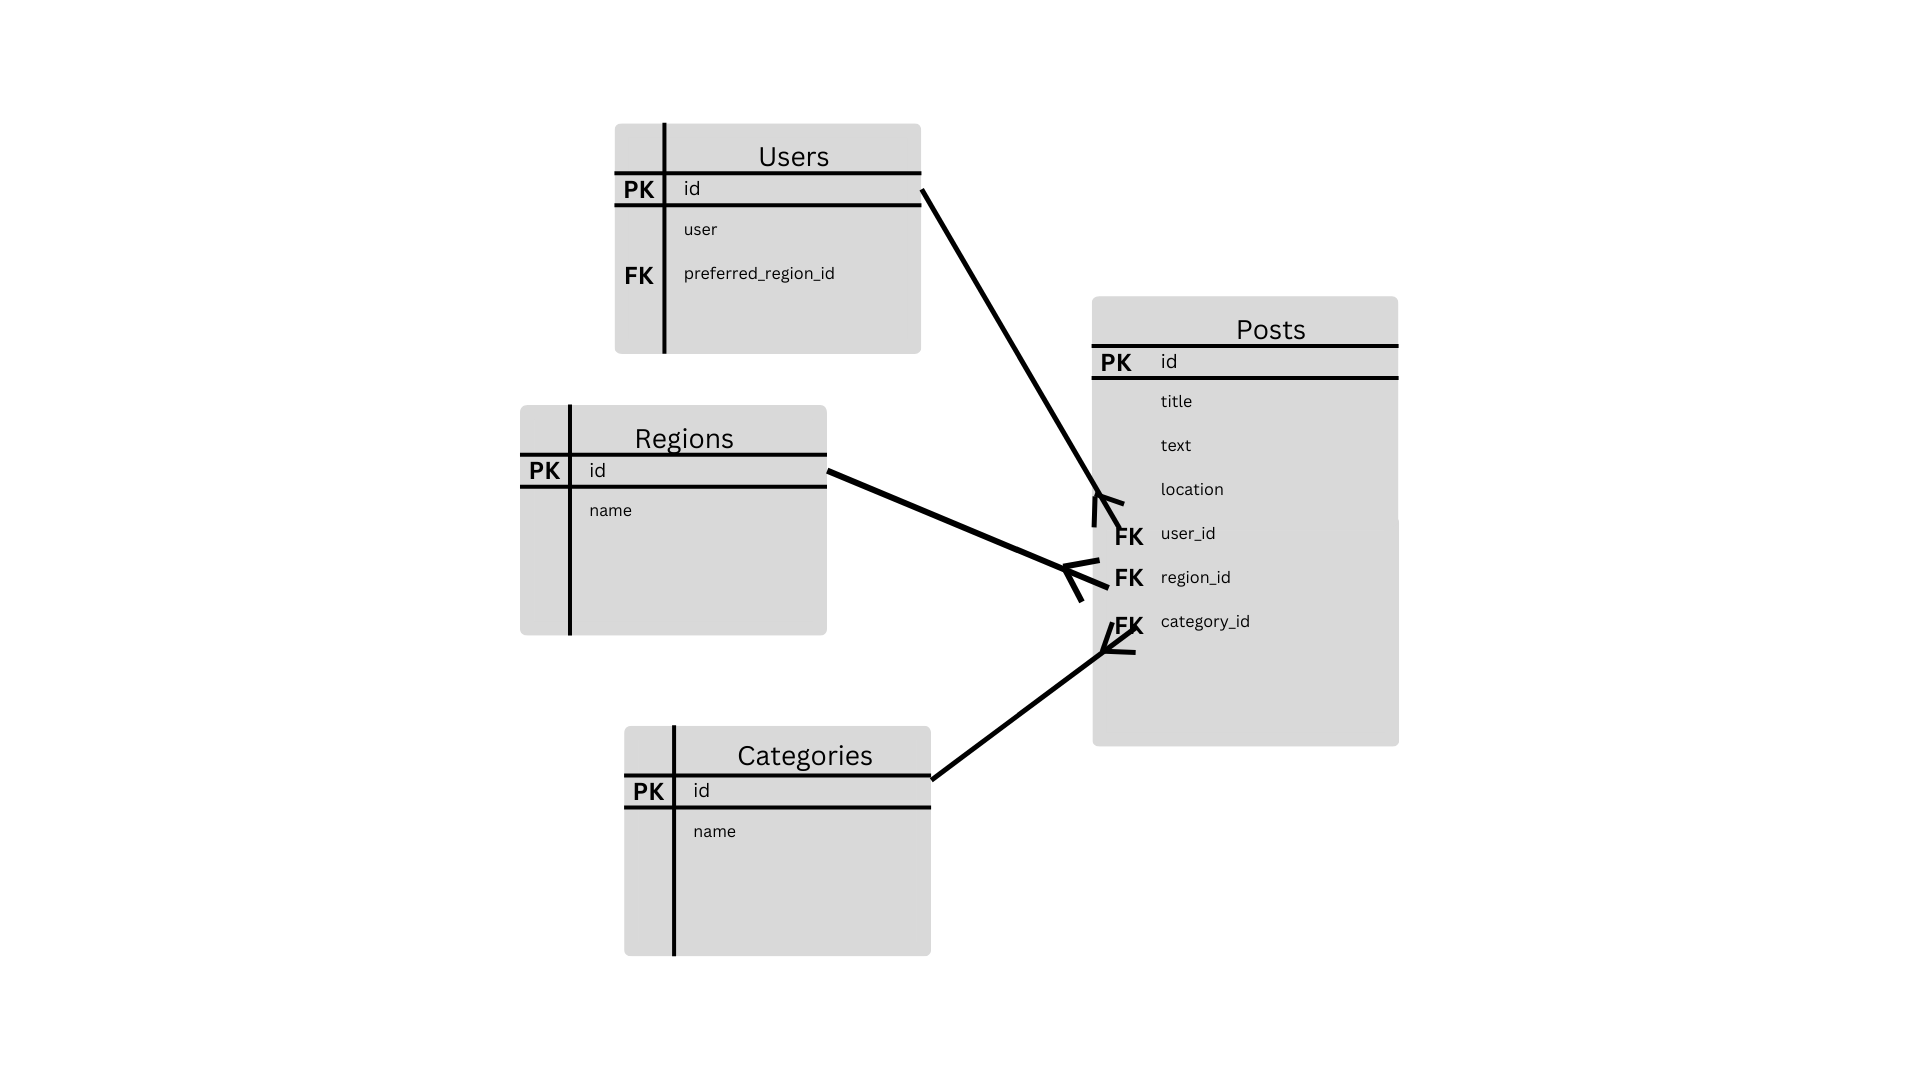 Users
PK id
user
FK preferred_region_id
Regions
PK id
name
Categories
PK id
name
Posts
PK id
title
text
location
FK user_id
FK region_id
FK category_id